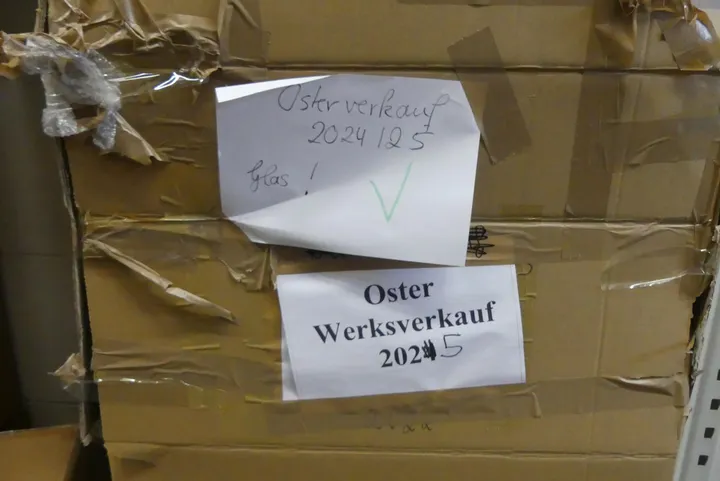 Osterverkauf
2024/25
Glas!
Oster
Werksverkauf
2025